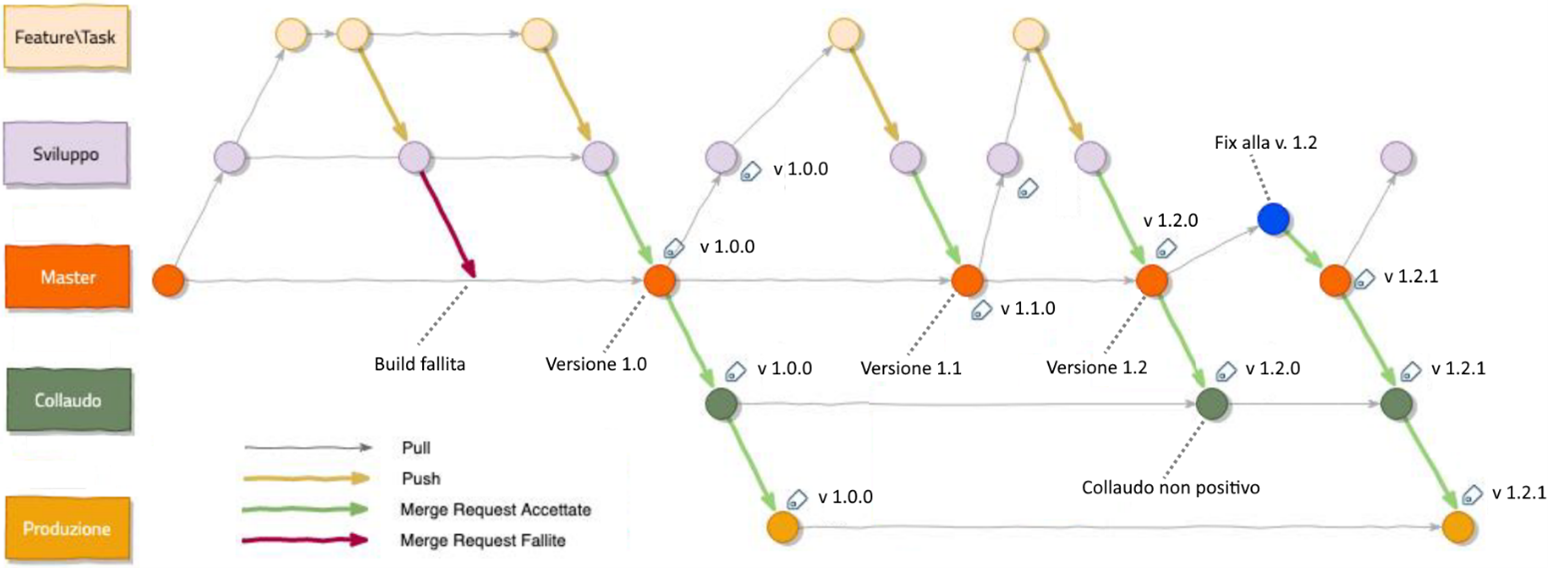 Feature\Task
Sviluppo
Fix alla v. 1.2
v 1.0.0
v 1.2.0
v 1.0.0
Master
v 1.2.1
v 1.1.0
Build fallita
Versione 1.0
Versione 1.1
Versione 1.2
v 1.0.0
v 1.2.0
v 1.2.1
Collaudo
Pull
Push
Collaudo non positivo
v 1.0.0
v 1.2.1
Merge Request Accettate
Produzione
Merge Request Fallite